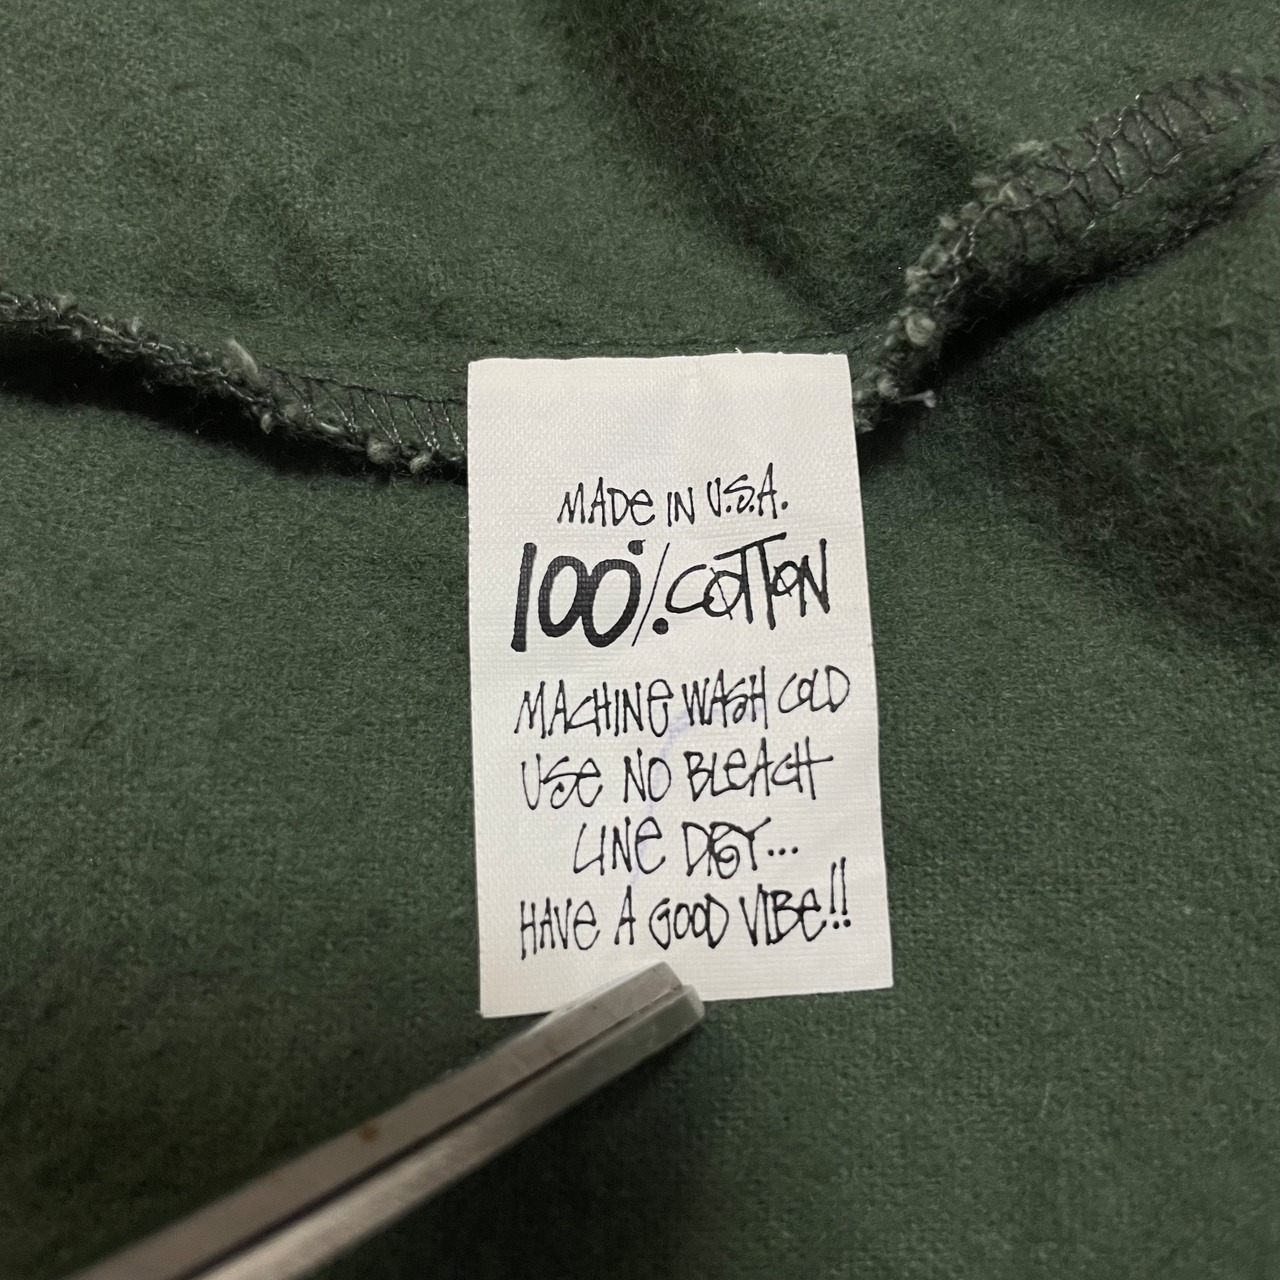 MADE IN U.S.A.
100% COTTON
MACHINE WASH COLD
USE NO BLEACH
LINE DRY...
HAVE A GOOD VIBE!!